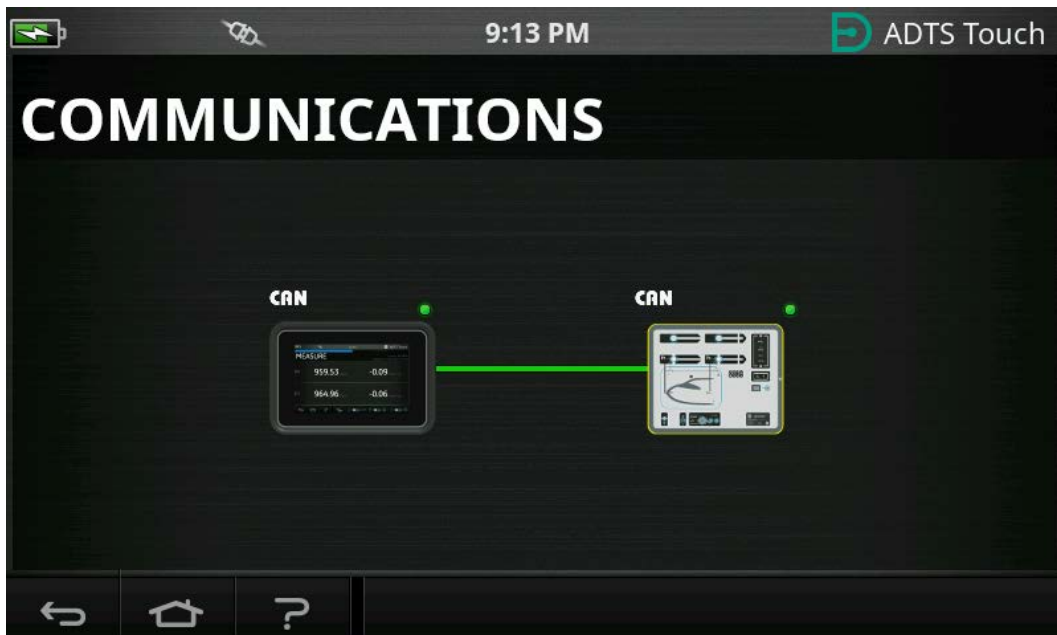 9:13 PM
ADTS Touch
COMMUNICATIONS
CAN
CAN
MEASURE
959.53
-0.09
964.96
-0.06